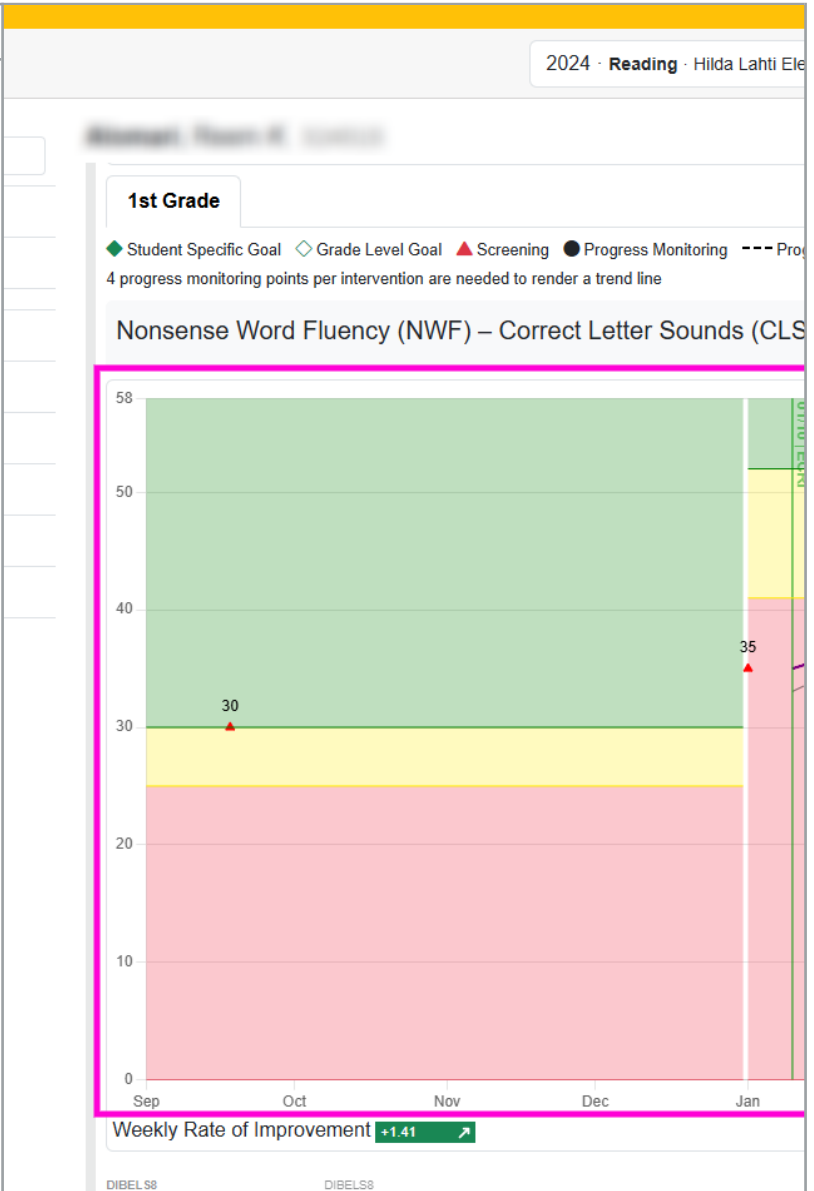 2024 · Reading · Hilda Lahti Ele
1st Grade
Student Specific Goal Grade Level Goal Screening Progress Monitoring Pro
4 progress monitoring points per intervention are needed to render a trend line
Nonsense Word Fluency (NWF) – Correct Letter Sounds (CLS
58
50
40
35
30
30
20
10
0
Sep Oct Nov Dec Jan
Weekly Rate of Improvement +1.41
DIBELS8 DIBELS8